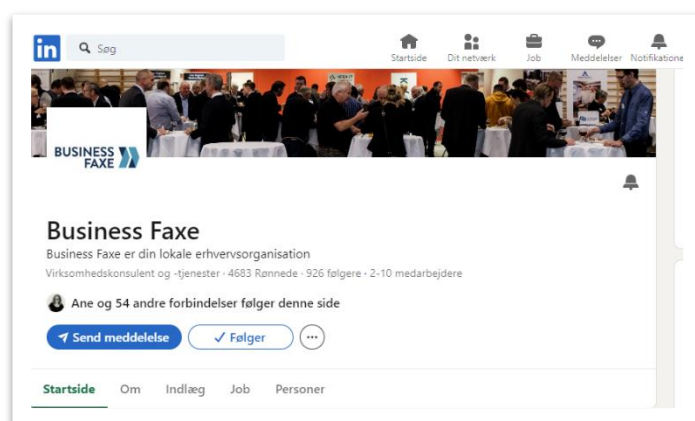 in
Søg
Startside
Dit netværk
Job
Meddelelser
Notifikatione
BUSINESS
FAXE
Business Faxe
Business Faxe er din lokale erhvervsorganisation
Virksomhedskonsulent og -tjenester · 4683 Rønnede · 926 følgere · 2-10 medarbejdere
Ane og 54 andre forbindelser følger denne side
Send meddelelse
Følger
Startside Om Indlæg Job Personer